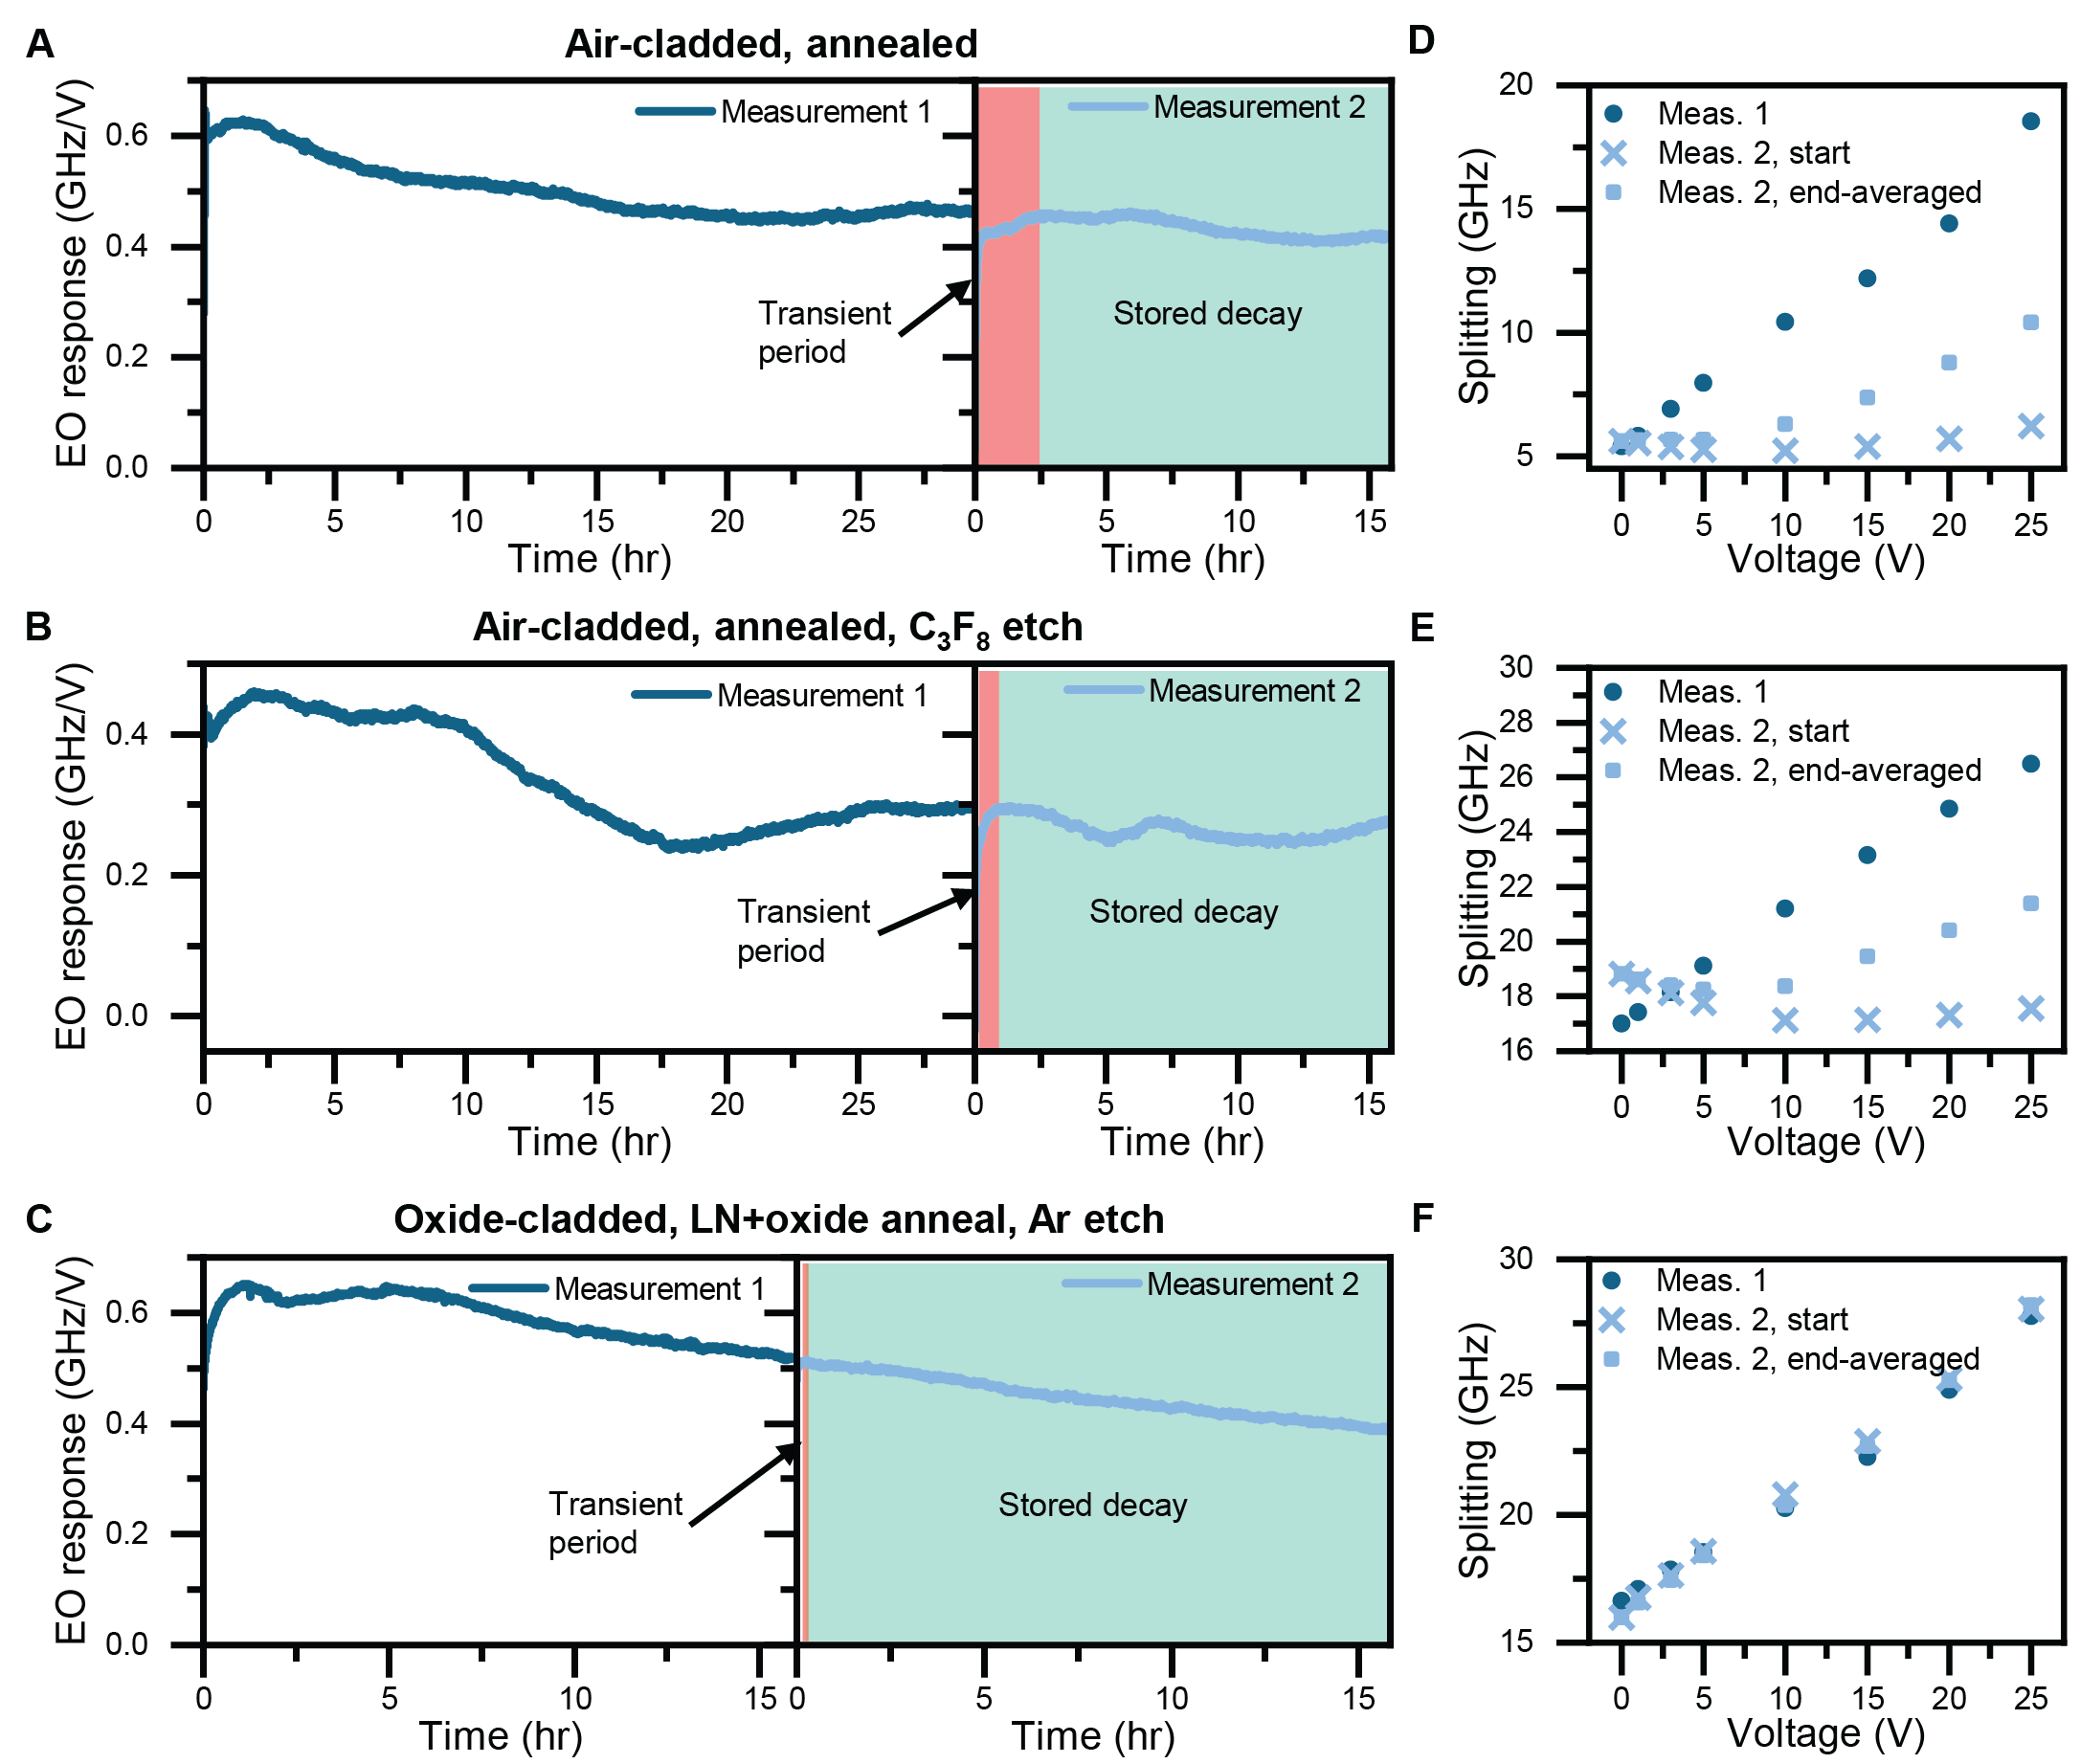 A
Air-cladded, annealed
EO response (GHz/V)
0.6
0.4
0.2
0.0
Measurement 1
Measurement 2
Transient
period
Stored decay
0 5 10 15 20 25 0 5 10 15
Time (hr) Time (hr)
D
Splitting (GHz)
20
15
10
5
Meas. 1
Meas. 2, start
Meas. 2, end-averaged
0 5 10 15 20 25
Voltage (V)
B
Air-cladded, annealed, C3F8 etch
EO response (GHz/V)
0.4
0.2
0.0
Measurement 1
Measurement 2
Transient
period
Stored decay
0 5 10 15 20 25 0 5 10 15
Time (hr) Time (hr)
E
Splitting (GHz)
30
28
26
24
22
20
18
16
Meas. 1
Meas. 2, start
Meas. 2, end-averaged
0 5 10 15 20 25
Voltage (V)
C
Oxide-cladded, LN+oxide anneal, Ar etch
EO response (GHz/V)
0.6
0.4
0.2
0.0
Measurement 1
Measurement 2
Transient
period
Stored decay
0 5 10 15 0 5 10 15
Time (hr) Time (hr)
F
Splitting (GHz)
30
25
20
15
Meas. 1
Meas. 2, start
Meas. 2, end-averaged
0 5 10 15 20 25
Voltage (V)